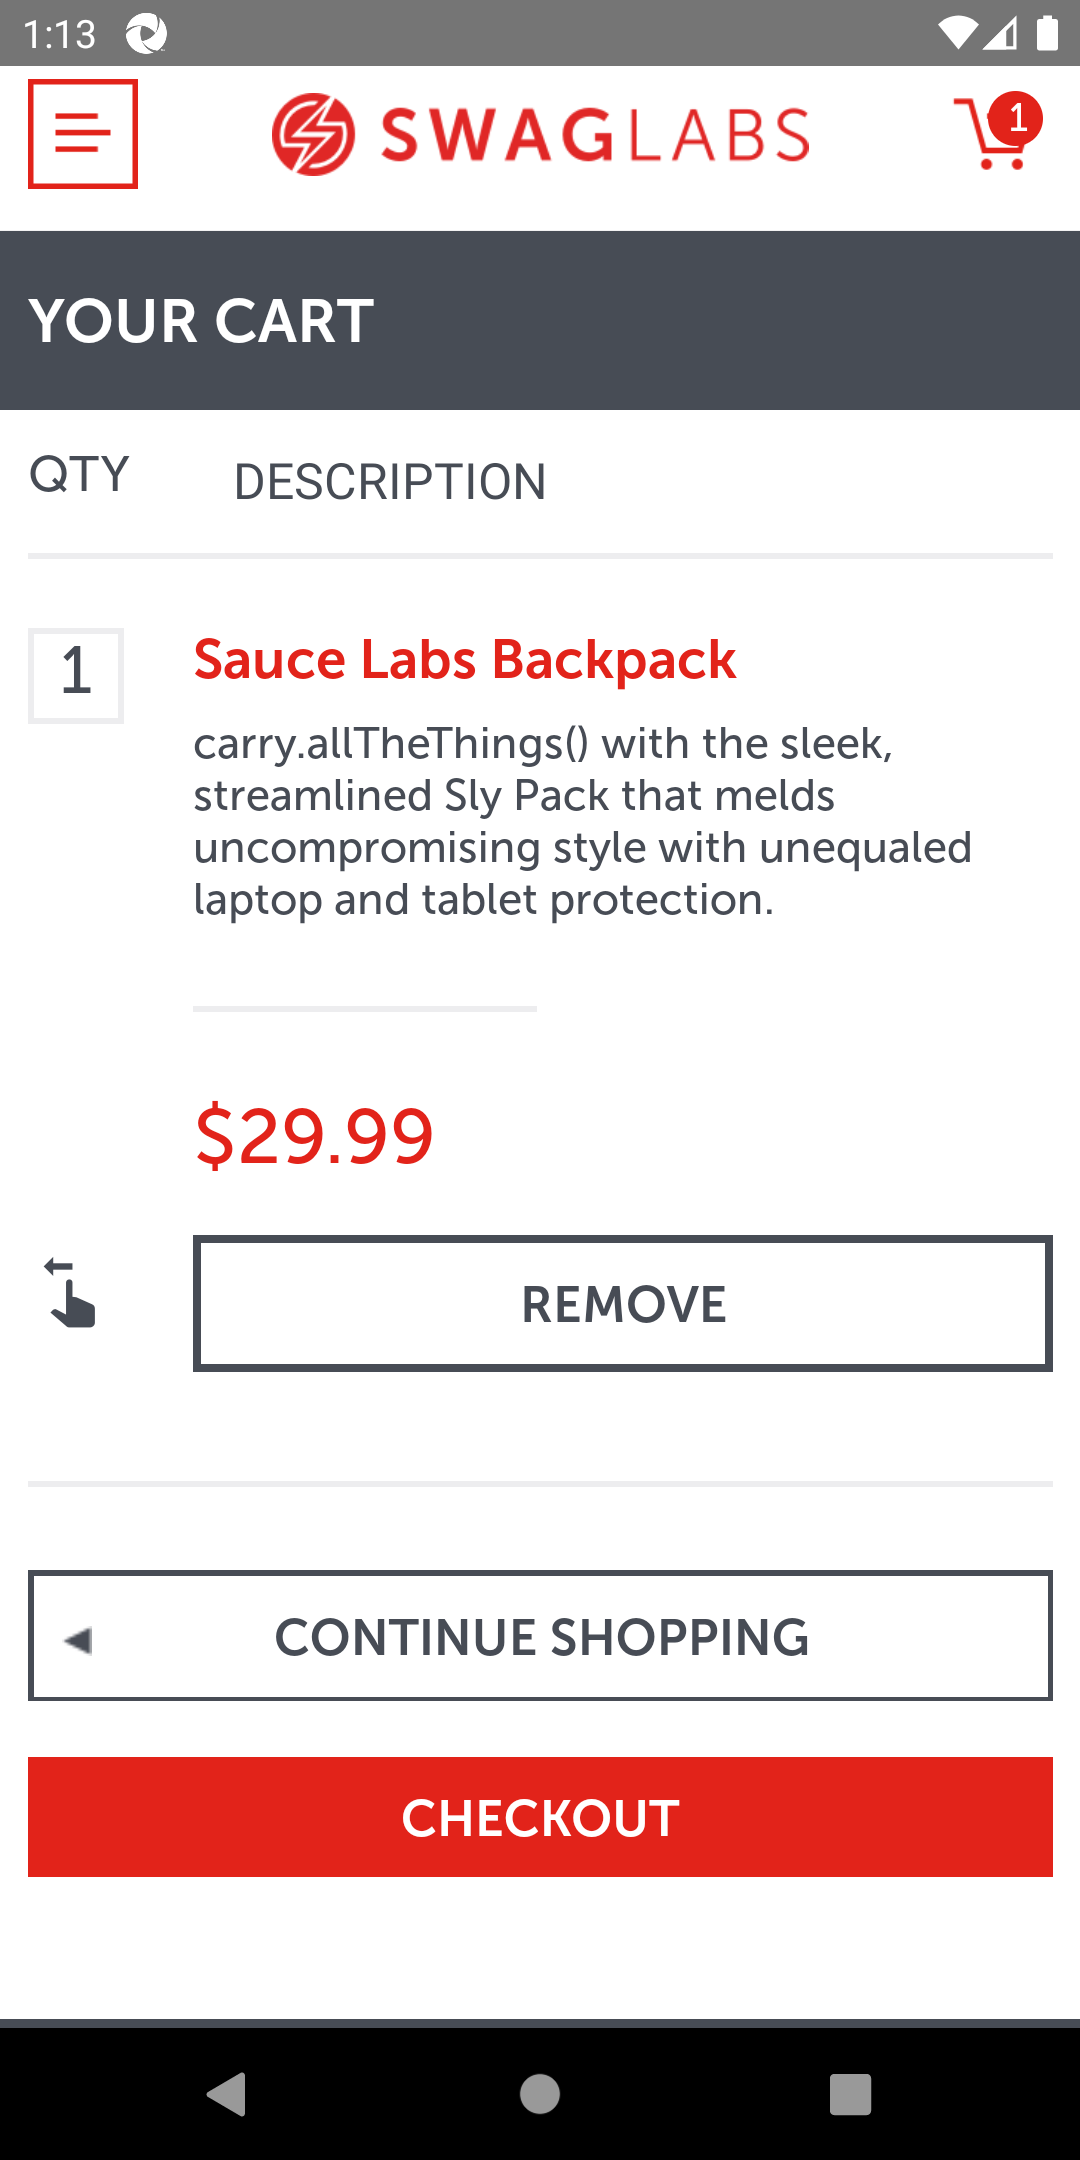 1:13
SWAGLABS
1
YOUR CART
QTY DESCRIPTION
1
Sauce Labs Backpack
carry.allTheThings() with the sleek,
streamlined Sly Pack that melds
uncompromising style with unequaled
laptop and tablet protection.
$29.99
REMOVE
CONTINUE SHOPPING
CHECKOUT